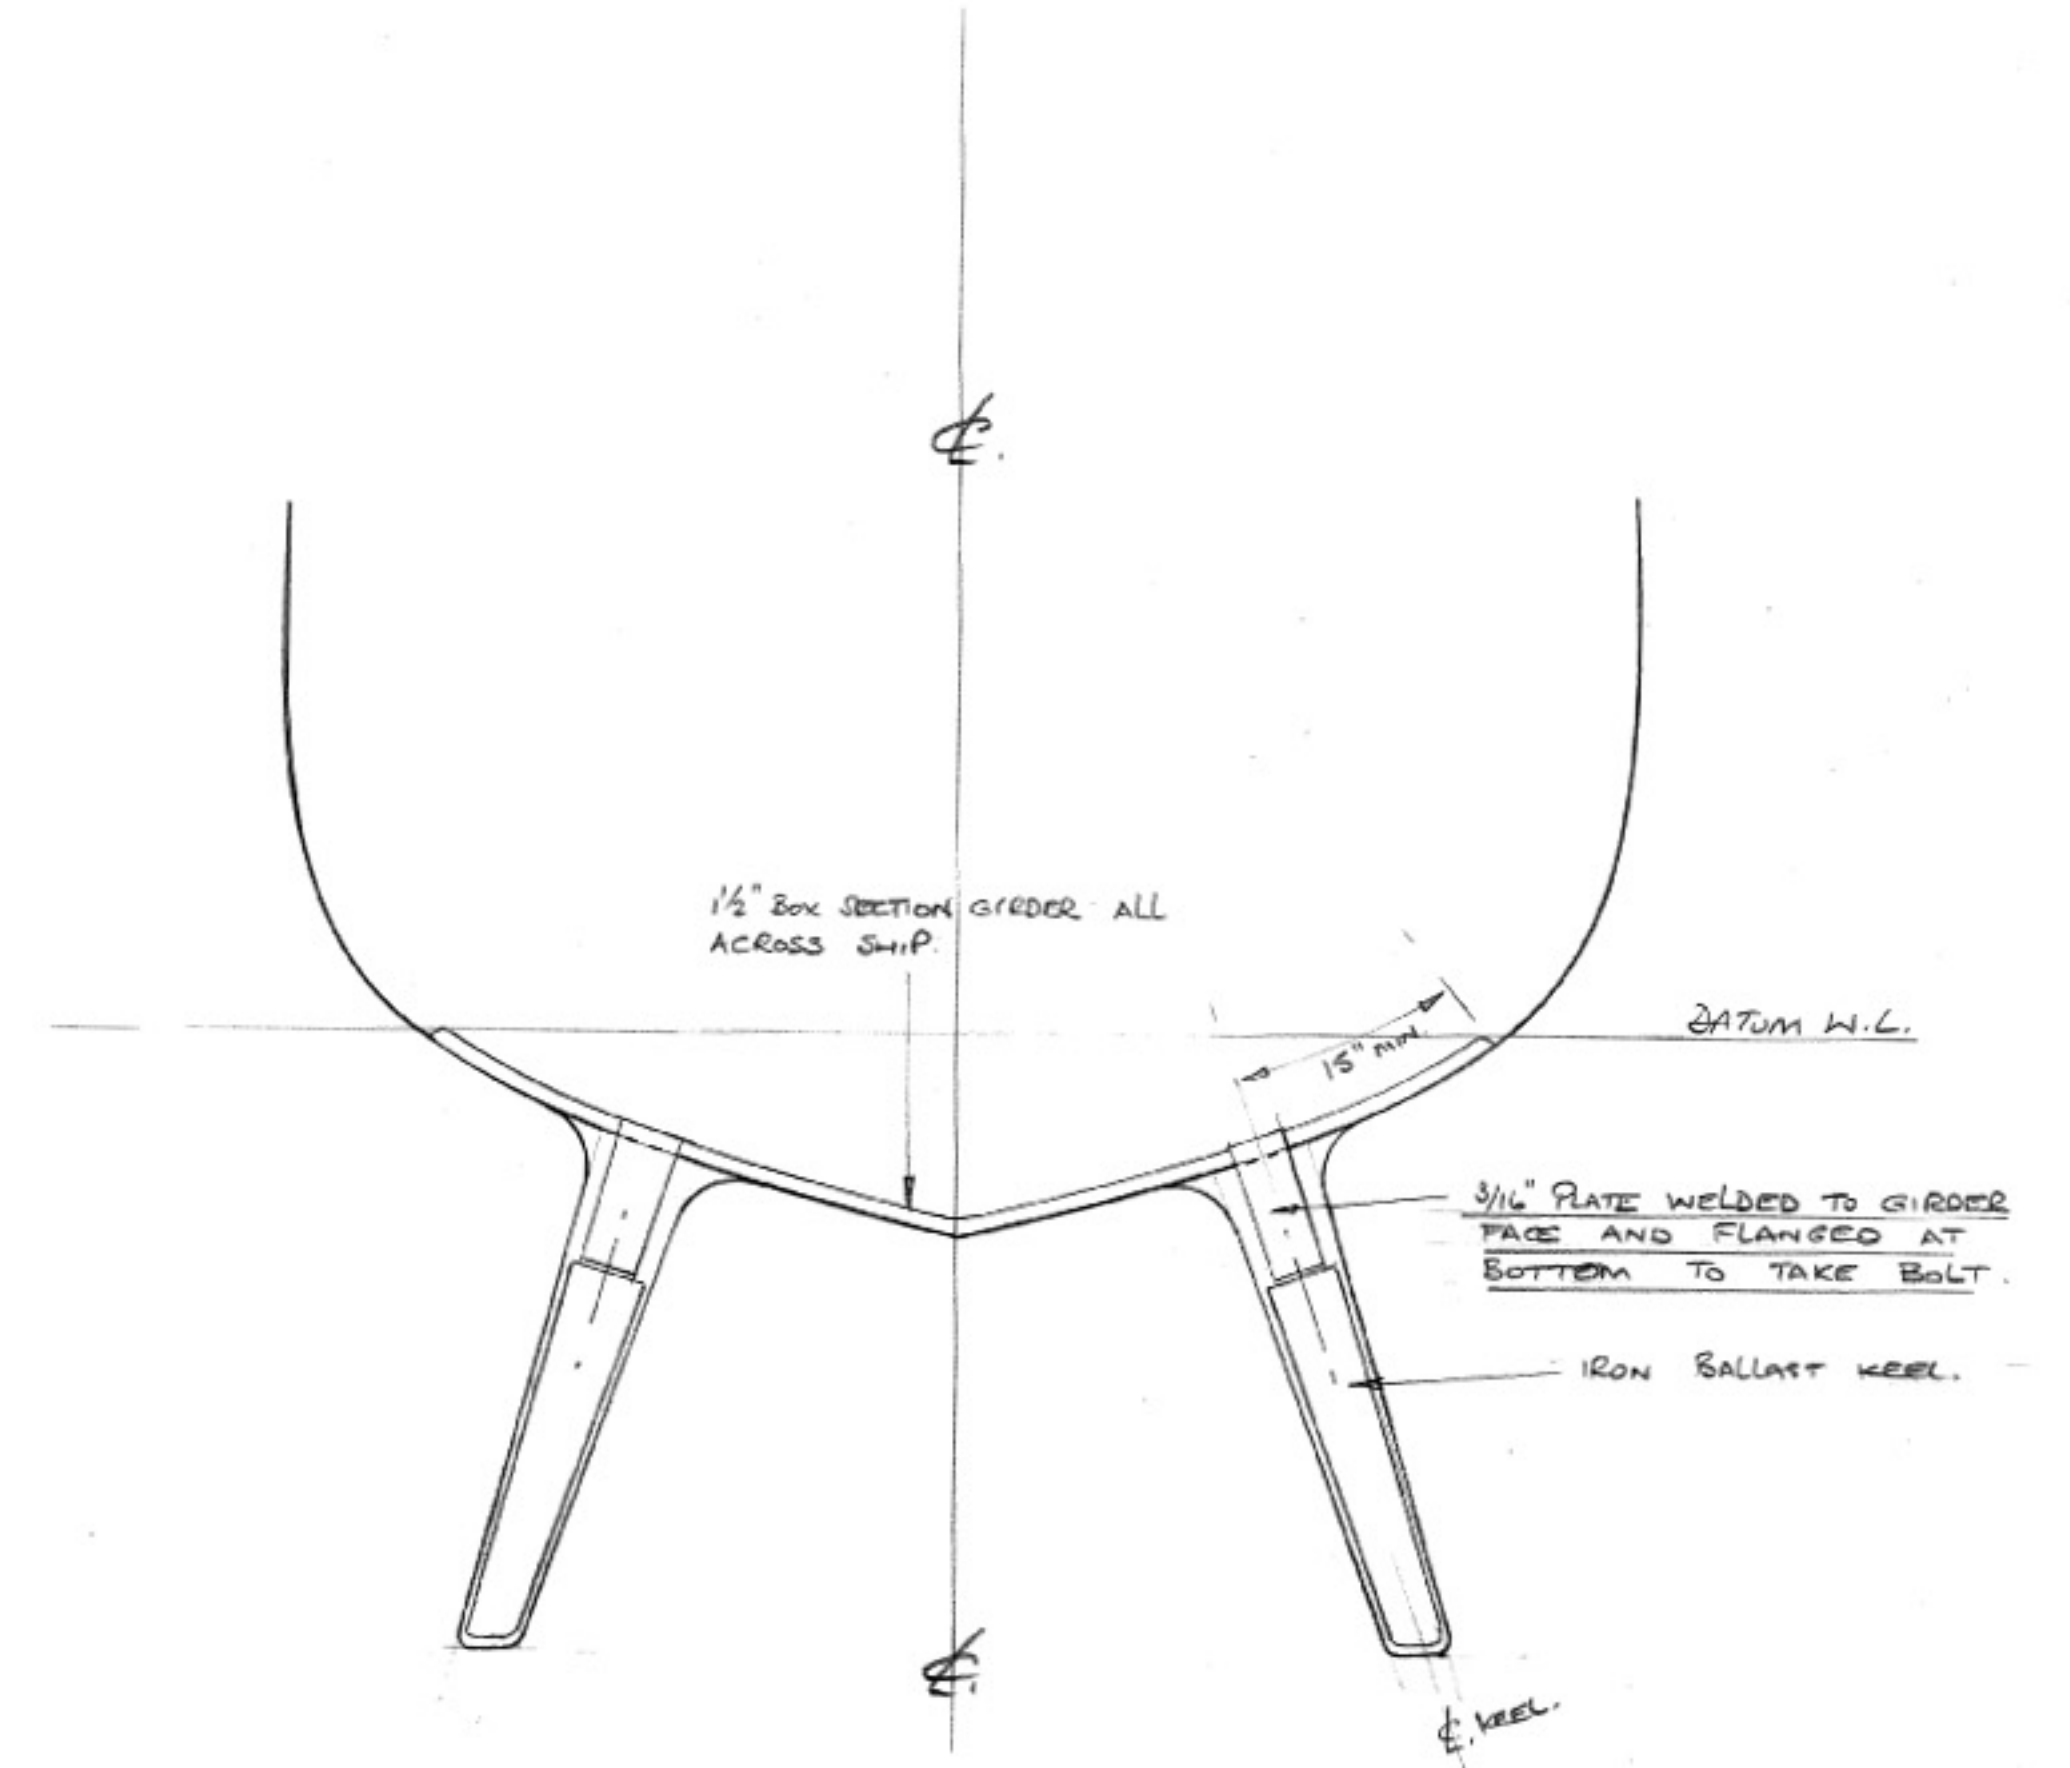 ℄.
1½" BOX SECTION GIRDER ALL
ACROSS SHIP.
15" MIN.
DATUM W.L.
3/16" PLATE WELDED TO GIRDER
FACE AND FLANGED AT
BOTTOM TO TAKE BOLT.
IRON BALLAST KEEL.
℄.
℄. KEEL.